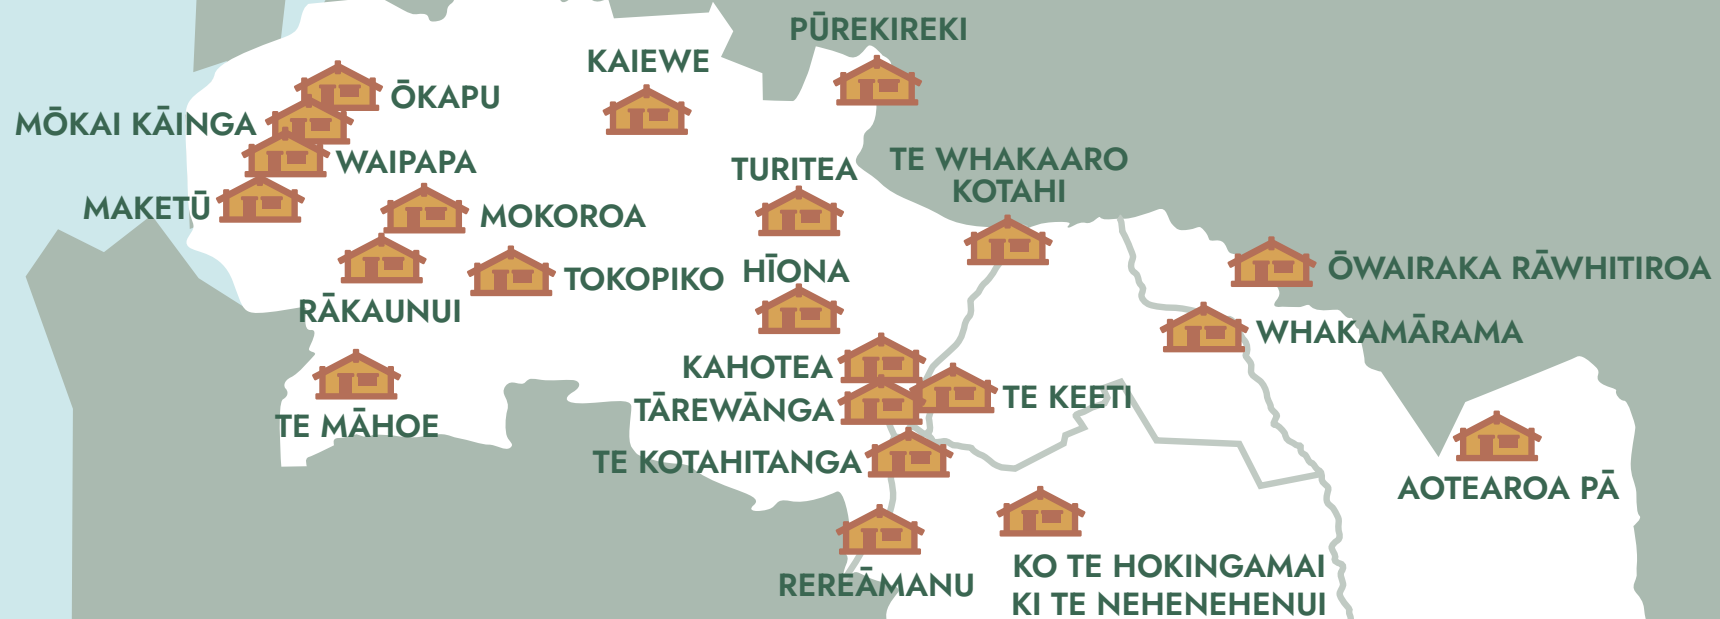 PŪREKIREKI
KAIEWE
ŌKAPU
MŌKAI KĀINGA
WAIPAPA
TURITEA
TE WHAKAARO
KOTAHI
MAKETŪ
MOKOROA
HĪONA
TOKOPIKO
ŌWAIRAKA RĀWHITIROA
RĀKAUNUI
WHAKAMĀRAMA
KAHOTEA
TE KEETI
TĀREWĀNGA
TE MĀHOE
TE KOTAHITANGA
AOTEAROA PĀ
REREĀMANU
KO TE HOKINGAMAI
KI TE NEHENEHENUI